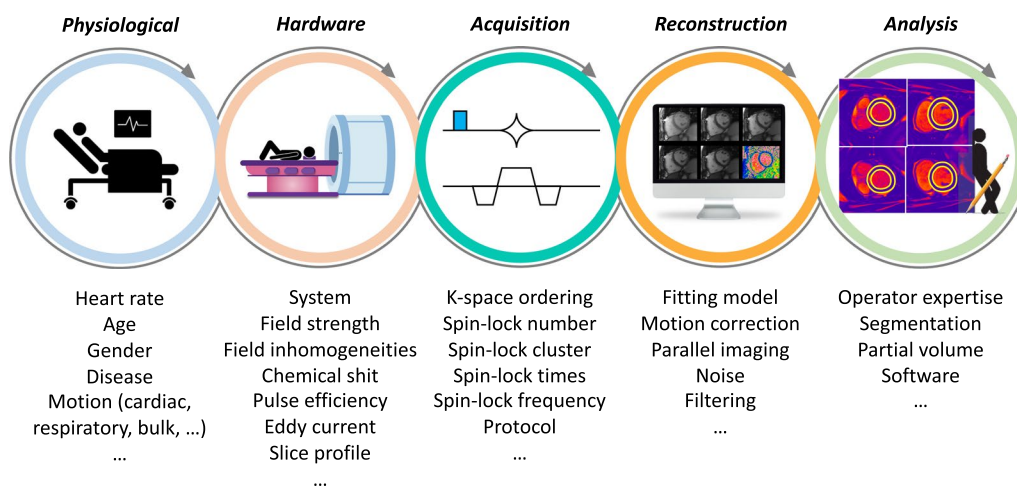 Physiological
Heart rate
Age
Gender
Disease
Motion (cardiac,
respiratory, bulk, …)
…
Hardware
System
Field strength
Field inhomogeneities
Chemical shit
Pulse efficiency
Eddy current
Slice profile
…
Acquisition
K-space ordering
Spin-lock number
Spin-lock cluster
Spin-lock times
Spin-lock frequency
Protocol
…
Reconstruction
Fitting model
Motion correction
Parallel imaging
Noise
Filtering
…
Analysis
Operator expertise
Segmentation
Partial volume
Software
…